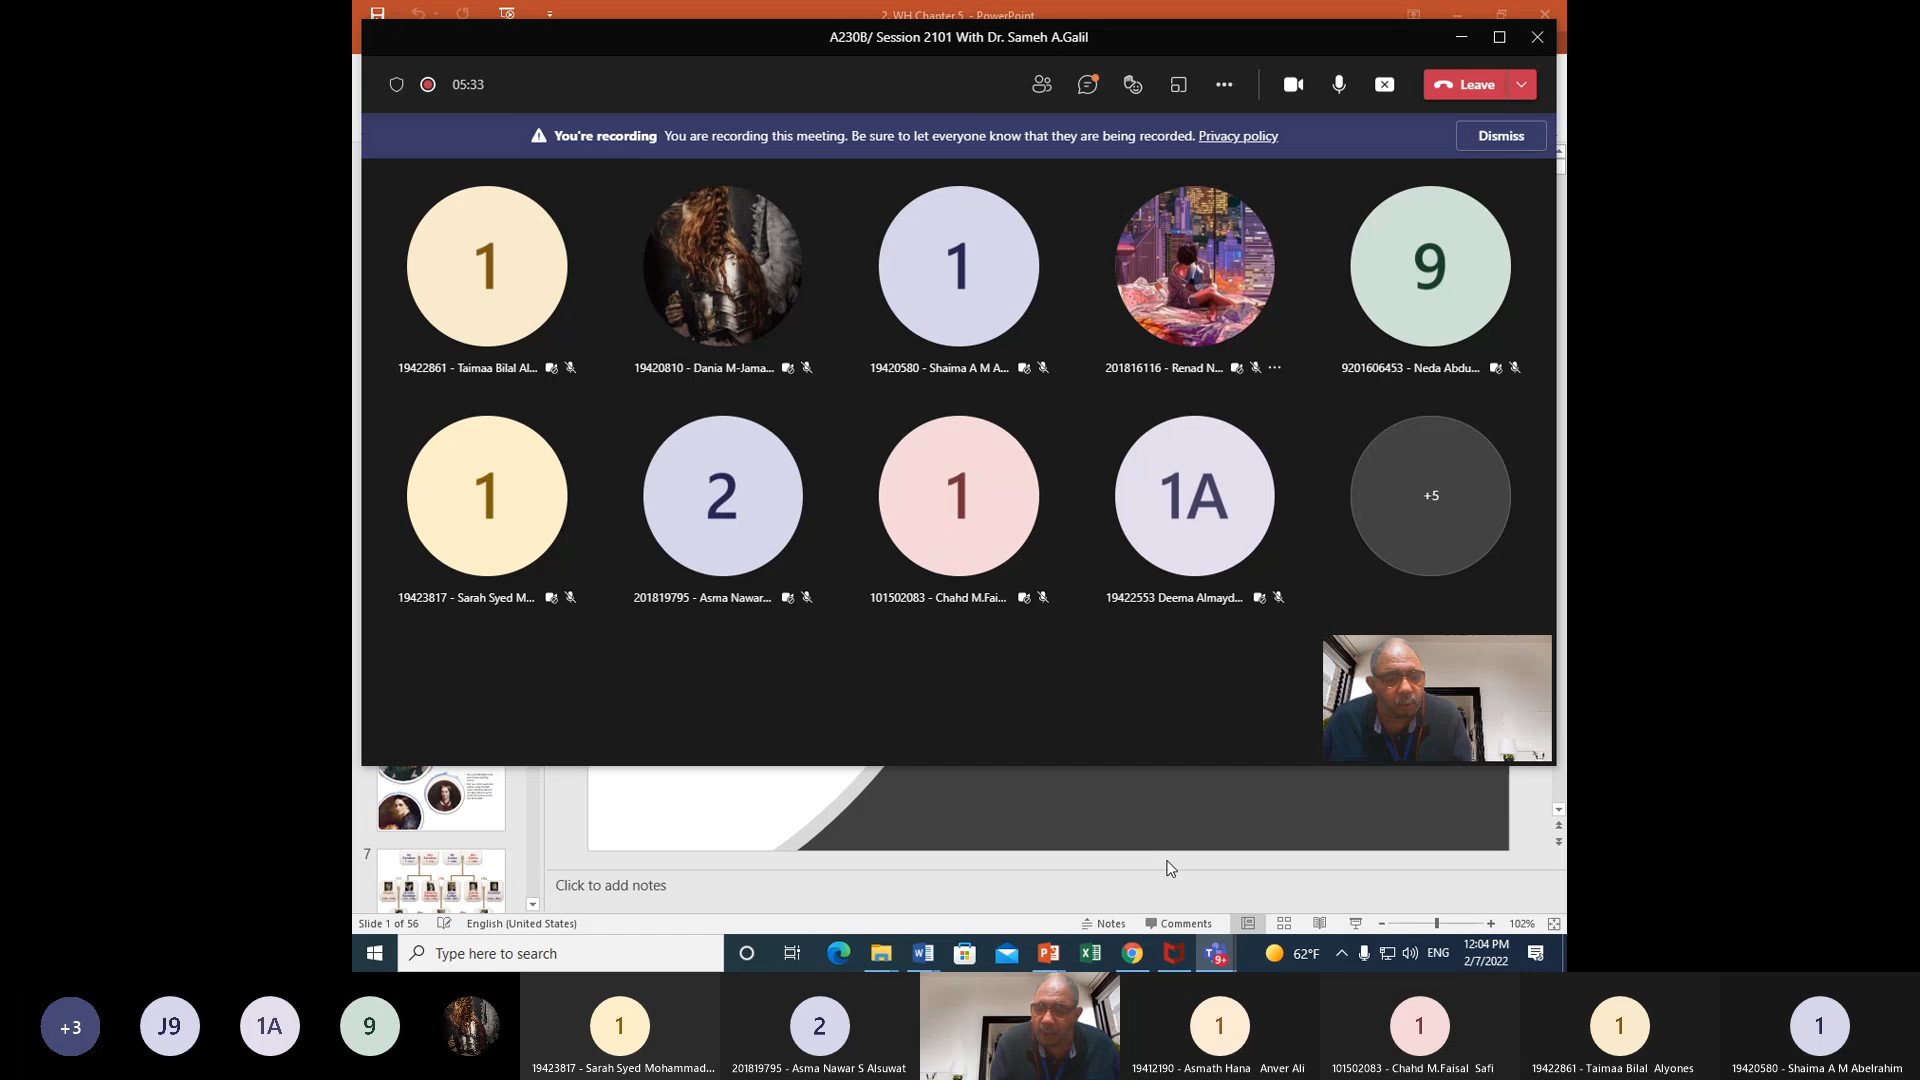 2. WH Chapter 5 - PowerPoint
A230B/ Session 2101 With Dr. Sameh A.Galil
05:33
Leave
You're recording You are recording this meeting. Be sure to let everyone know that they are being recorded. Privacy policy
Dismiss
1
1
9
19422861 - Taimaa Bilal Al...
19420810 - Dania M-Jama...
19420580 - Shaima A M A...
201816116 - Renad N...
9201606453 - Neda Abdu...
1
2
1
1A
+5
19423817 - Sarah Syed M...
201819795 - Asma Nawar...
101502083 - Chahd M.Fai...
19422553 Deema Almayd...
7
Click to add notes
Slide 1 of 56
English (United States)
Notes
Comments
102%
Type here to search
9+
62°F
ENG
12:04 PM
2/7/2022
+3
J9
1A
9
1
2
1
1
1
1
19423817 - Sarah Syed Mohammad...
201819795 - Asma Nawar S Alsuwat
19412190 - Asmath Hana Anver Ali
101502083 - Chahd M.Faisal Safi
19422861 - Taimaa Bilal Alyones
19420580 - Shaima A M Abelrahim